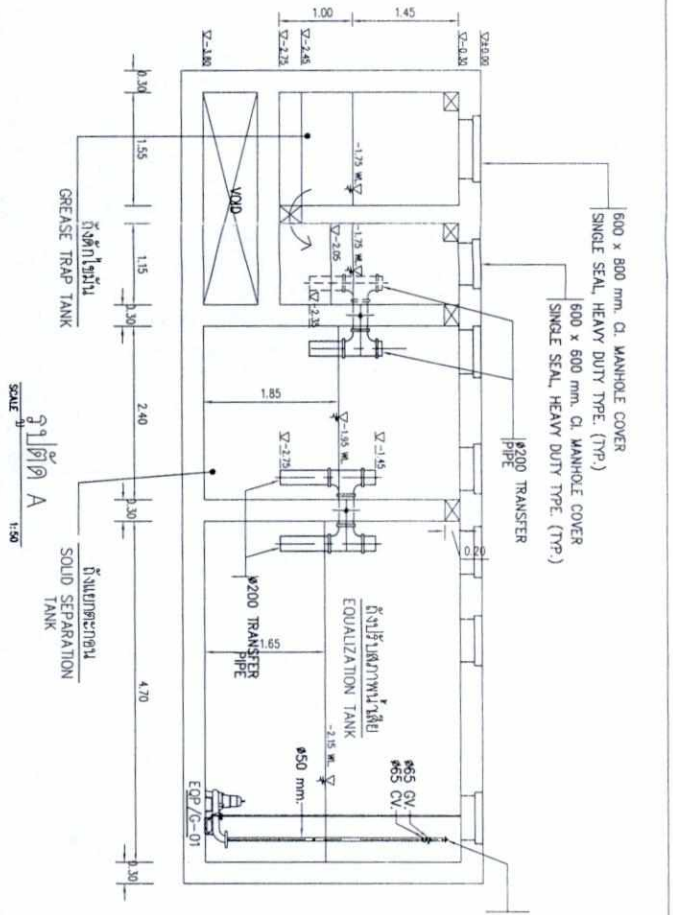 600 x 800 mm. CI. MANHOLE COVER
SINGLE SEAL, HEAVY DUTY TYPE. (TYP.)
600 x 600 mm. CI. MANHOLE COVER
SINGLE SEAL, HEAVY DUTY TYPE. (TYP.)
ø200 TRANSFER
PIPE
▽±0.00
▽-0.30
1.45
1.00
▽-2.45
▽-2.75
▽-3.80
0.20
-1.75 WL.
-1.75 WL.
-2.05
-2.35
▽-1.45
-1.95 WL.
▽-2.75
1.85
VOID
ถังปรับสภาพน้ำเสีย
EQUALIZATION TANK
ø200 TRANSFER
PIPE
1.65
-2.15 WL.
ø65 GV.
ø65 CV.
ø50 mm.
EQP/G-01
0.30
1.55
1.15
0.30
2.40
0.30
4.70
0.30
ถังดักไขมัน
GREASE TRAP TANK
ถังแยกตะกอน
SOLID SEPARATION
TANK
รูปตัด A
SCALE 1:50